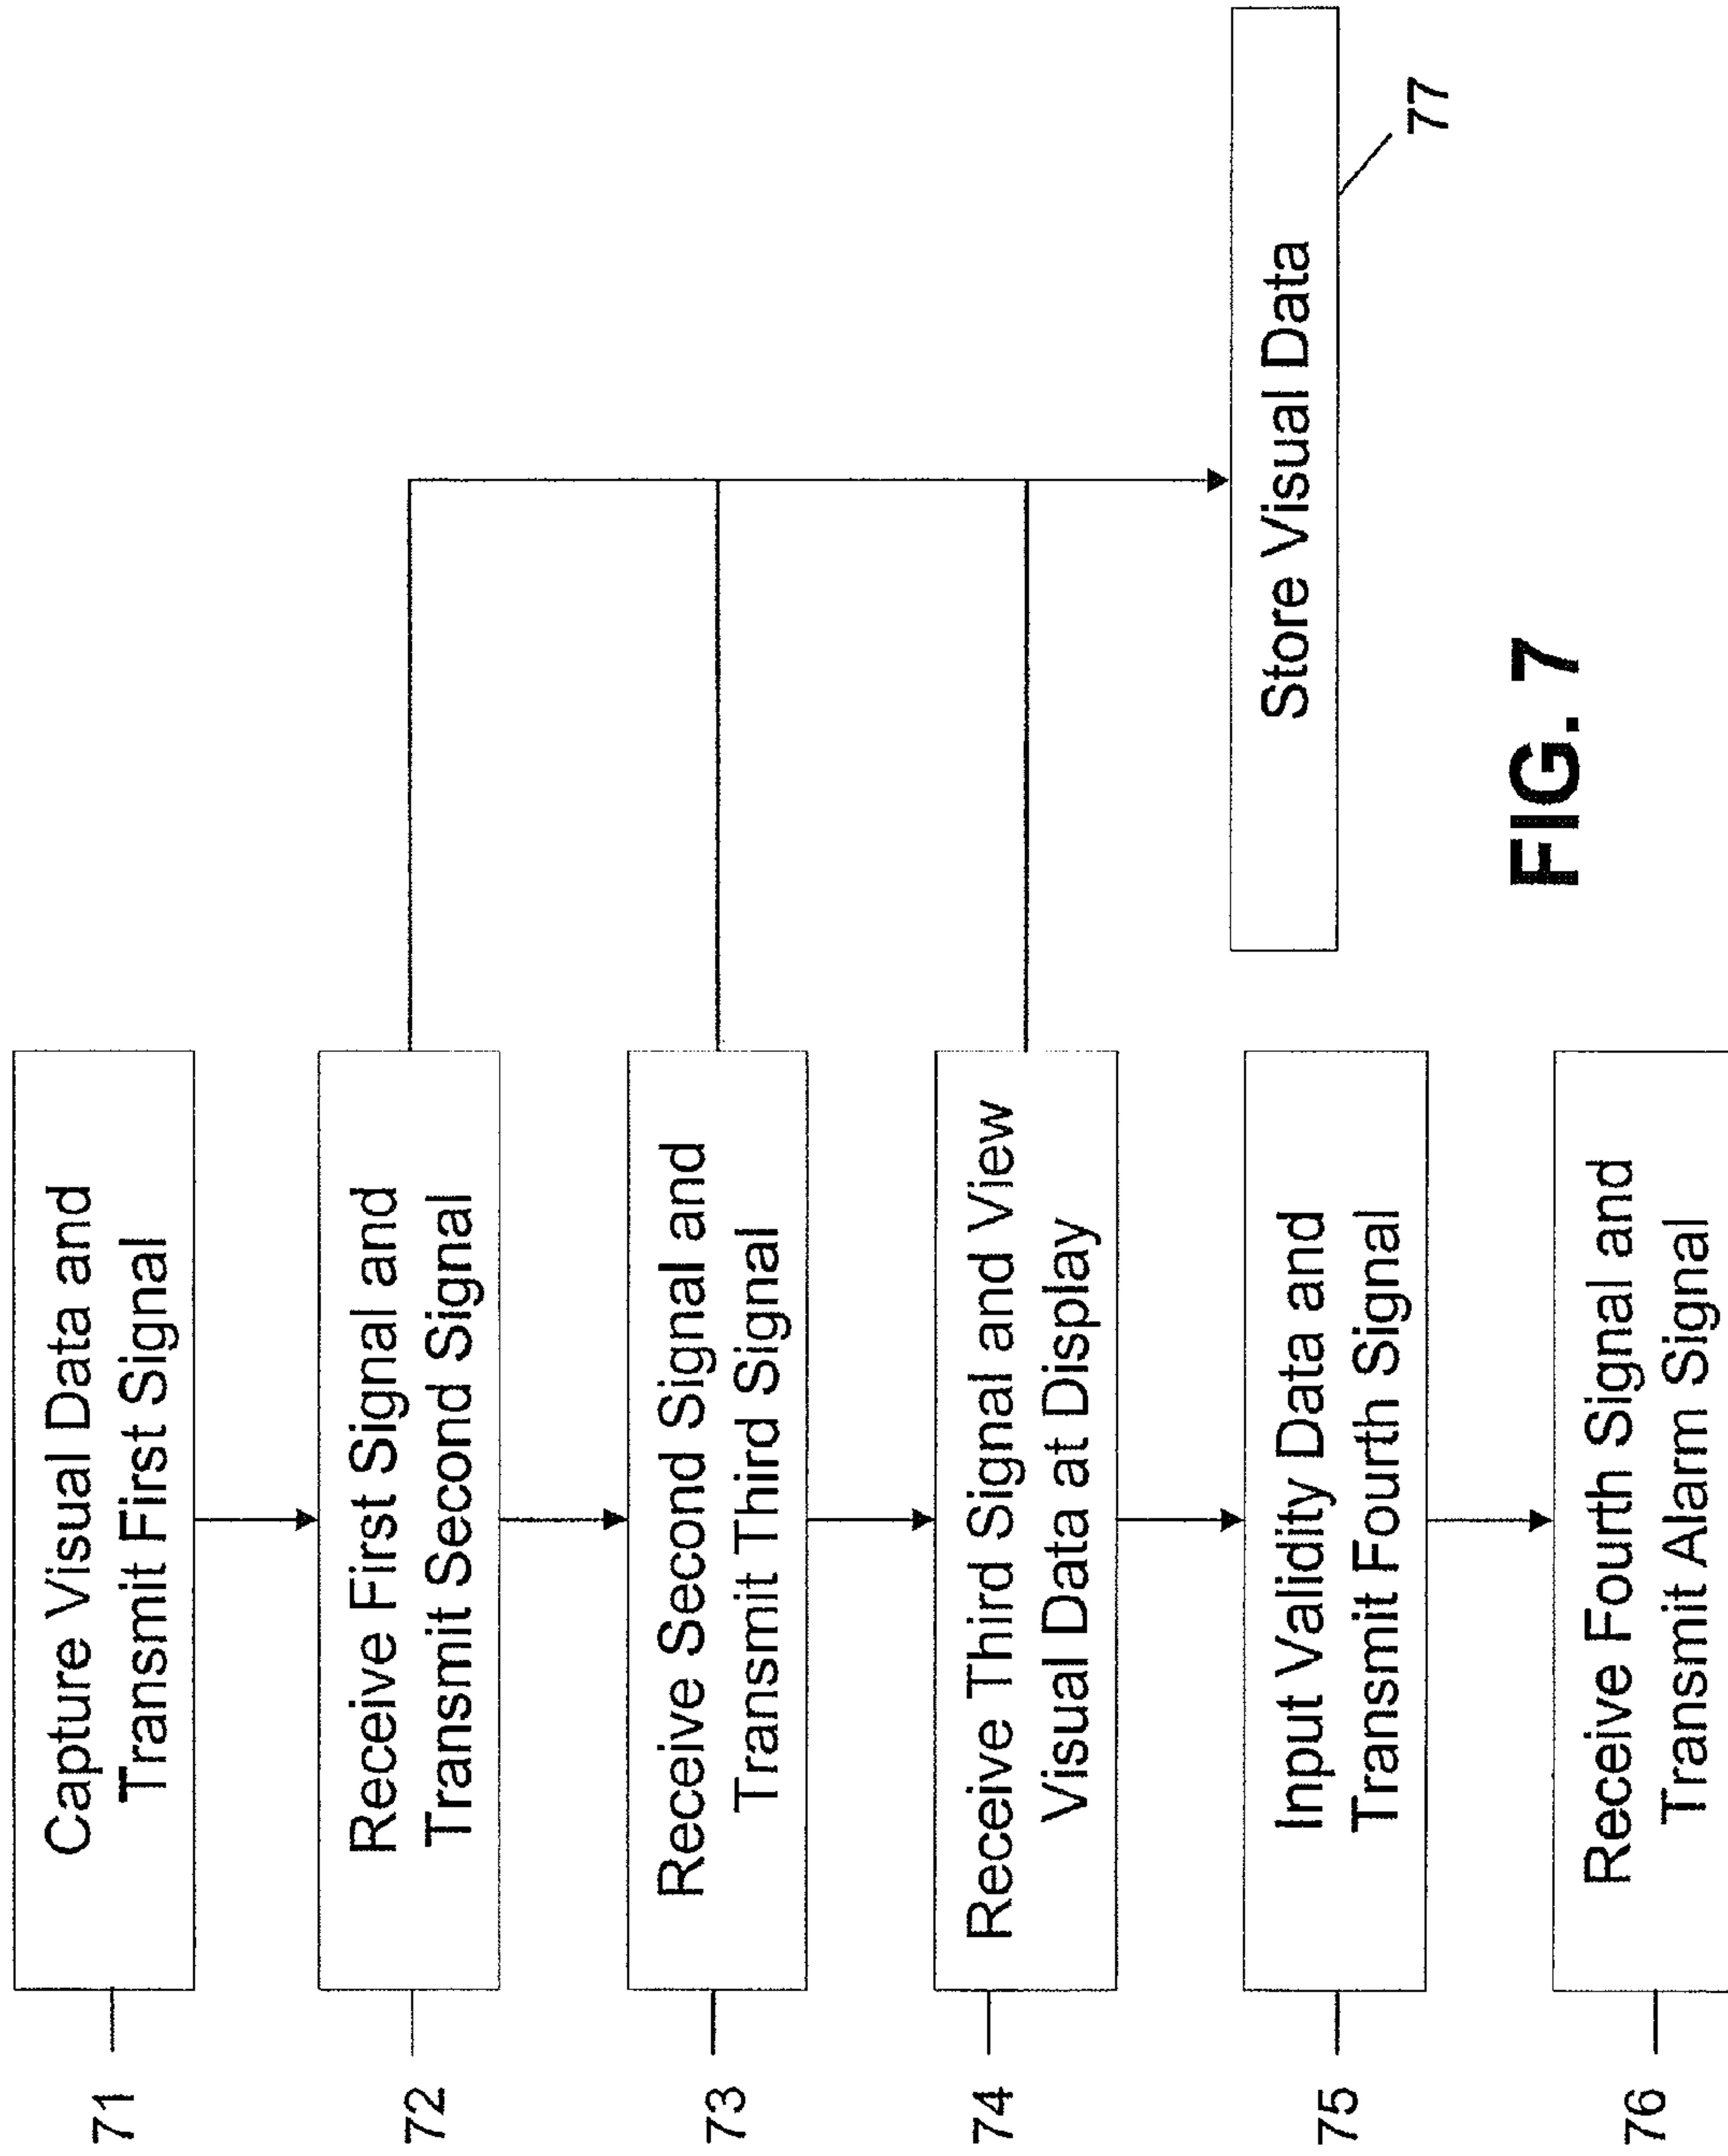 71
Capture Visual Data and
Transmit First Signal
72
Receive First Signal and
Transmit Second Signal
73
Receive Second Signal and
Transmit Third Signal
74
Receive Third Signal and View
Visual Data at Display
75
Input Validity Data and
Transmit Fourth Signal
76
Receive Fourth Signal and
Transmit Alarm Signal
Store Visual Data
77
FIG. 7